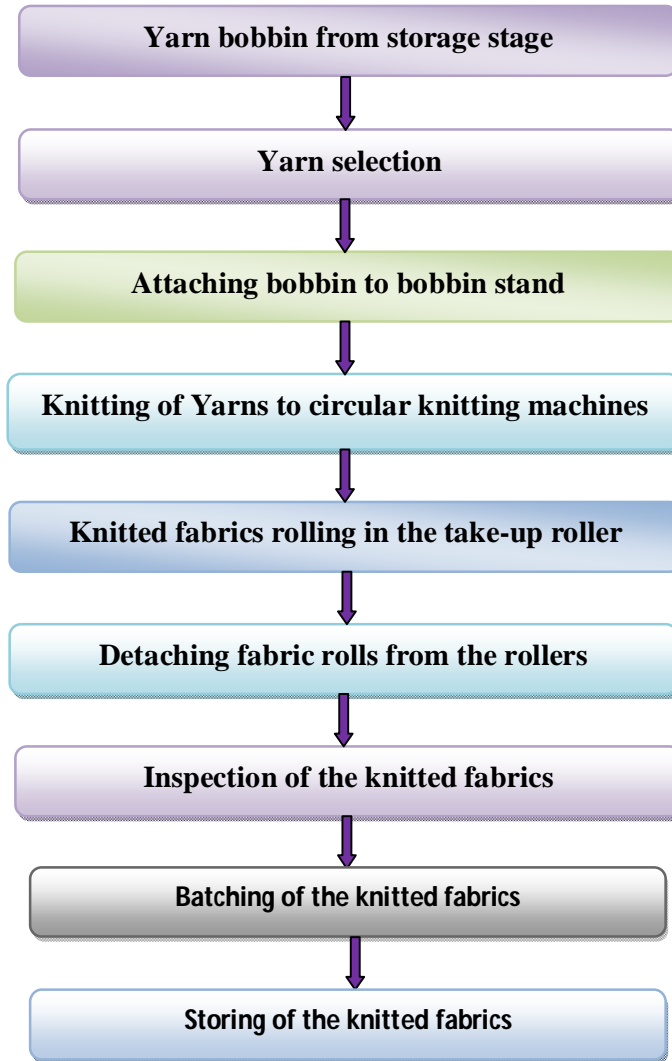 Yarn bobbin from storage stage
Yarn selection
Attaching bobbin to bobbin stand
Knitting of Yarns to circular knitting machines
Knitted fabrics rolling in the take-up roller
Detaching fabric rolls from the rollers
Inspection of the knitted fabrics
Batching of the knitted fabrics
Storing of the knitted fabrics